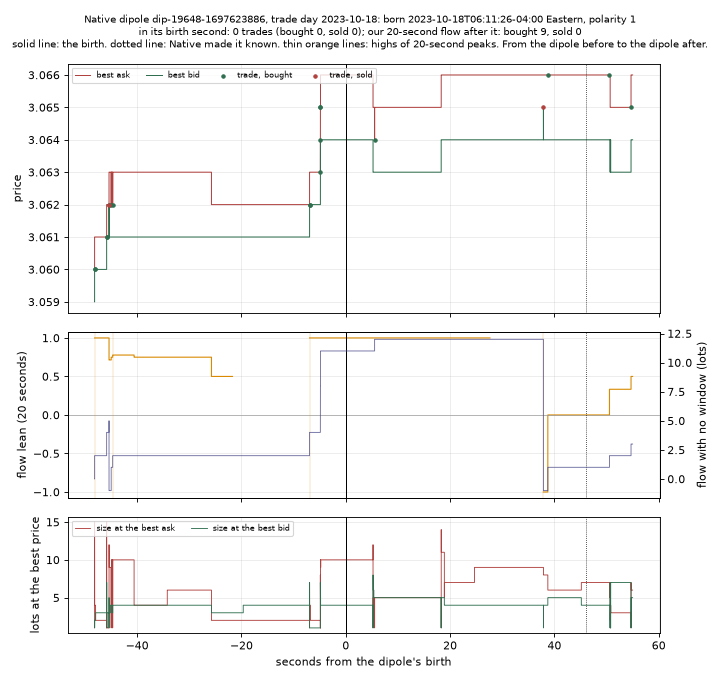 Native dipole dip-19648-1697623886, trade day 2023-10-18: born 2023-10-18T06:11:26-04:00 Eastern, polarity 1
in its birth second: 0 trades (bought 0, sold 0); our 20-second flow after it: bought 9, sold 0
solid line: the birth. dotted line: Native made it known. thin orange lines: highs of 20-second peaks. From the dipole before to the dipole after.
best ask best bid trade, bought trade, sold
3.066
3.065
3.064
3.063
3.062
3.061
3.060
3.059
price
1.0
0.5
0.0
−0.5
−1.0
flow lean (20 seconds)
12.5
10.0
7.5
5.0
2.5
0.0
flow with no window (lots)
size at the best ask size at the best bid
15
10
5
lots at the best price
−40 −20 0 20 40 60
seconds from the dipole's birth